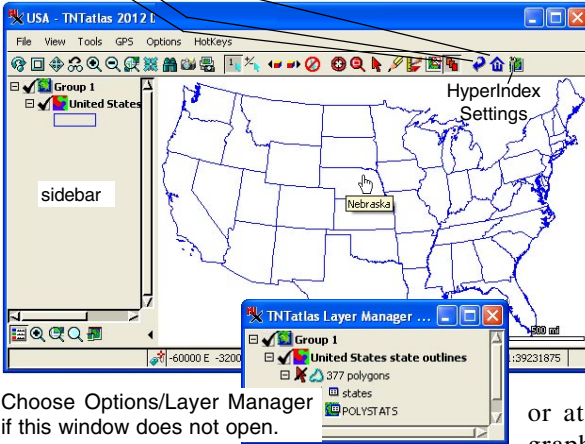 USA - TNTatlas 2012 D
File View Tools GPS Options HotKeys
HyperIndex
Settings
Group 1
United States
sidebar
Nebraska
500 mi
TNTatlas Layer Manager ...
Group 1
United States state outlines
377 polygons
states
POLYSTATS
-60000 E -3200
:39231875
Choose Options/Layer Manager
if this window does not open.
or at
graph